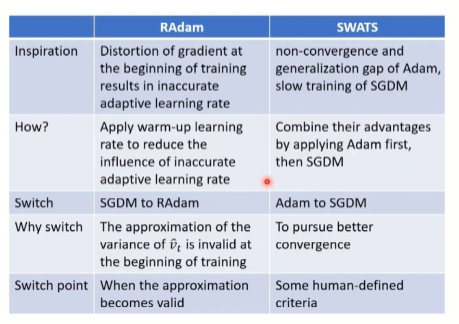 RAdam SWATS
Inspiration Distortion of gradient at non-convergence and
the beginning of training generalization gap of Adam,
results in inaccurate slow training of SGDM
adaptive learning rate
How? Apply warm-up learning Combine their advantages
rate to reduce the by applying Adam first,
influence of inaccurate then SGDM
adaptive learning rate
Switch SGDM to RAdam Adam to SGDM
Why switch The approximation of the To pursue better
variance of v̂ₜ is invalid at convergence
the beginning of training
Switch point When the approximation Some human-defined
becomes valid criteria